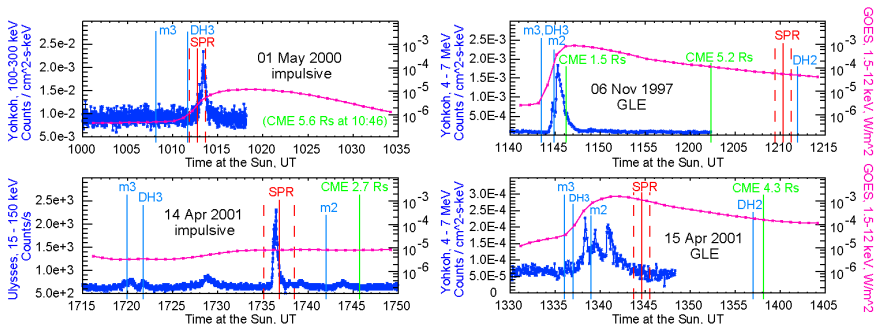 Yohkoh, 100-300 keV
Counts / cm^2-s-keV
2.5e-2
2.0e-2
1.5e-2
1.0e-2
5.0e-3
m3
DH3
SPR
01 May 2000
impulsive
(CME 5.6 Rs at 10:46)
10-3
10-4
10-5
10-6
1000 1005 1010 1015 1020 1025 1030 1035
Time at the Sun, UT
Yohkoh, 4 - 7 MeV
Counts / cm^2-s-keV
2.5E-3
2.0E-3
1.5E-3
1.0E-3
5.0E-4
m3,DH3
m2
CME 1.5 Rs
CME 5.2 Rs
SPR
DH2
06 Nov 1997
GLE
10-3
10-4
10-5
10-6
1140 1145 1150 1155 1200 1205 1210 1215
Time at the Sun, UT
GOES, 1.5-12 keV, W/m^2
Ulysses, 15 - 150 keV
Counts/s
2.5e+3
2.0e+3
1.5e+3
1.0e+3
5.0e+2
m3
DH3
14 Apr 2001
impulsive
SPR
m2
CME 2.7 Rs
10-3
10-4
10-5
10-6
1715 1720 1725 1730 1735 1740 1745 1750
Time at the Sun, UT
Yohkoh, 4 - 7 MeV
Counts / cm^2-s-keV
3.0E-4
2.5E-4
2.0E-4
1.5E-4
1.0E-4
5.0E-5
0
m3
DH3
m2
SPR
CME 4.3 Rs
DH2
15 Apr 2001
GLE
10-3
10-4
10-5
10-6
1330 1335 1340 1345 1350 1355 1400 1405
Time at the Sun, UT
GOES, 1.5-12 keV, W/m^2